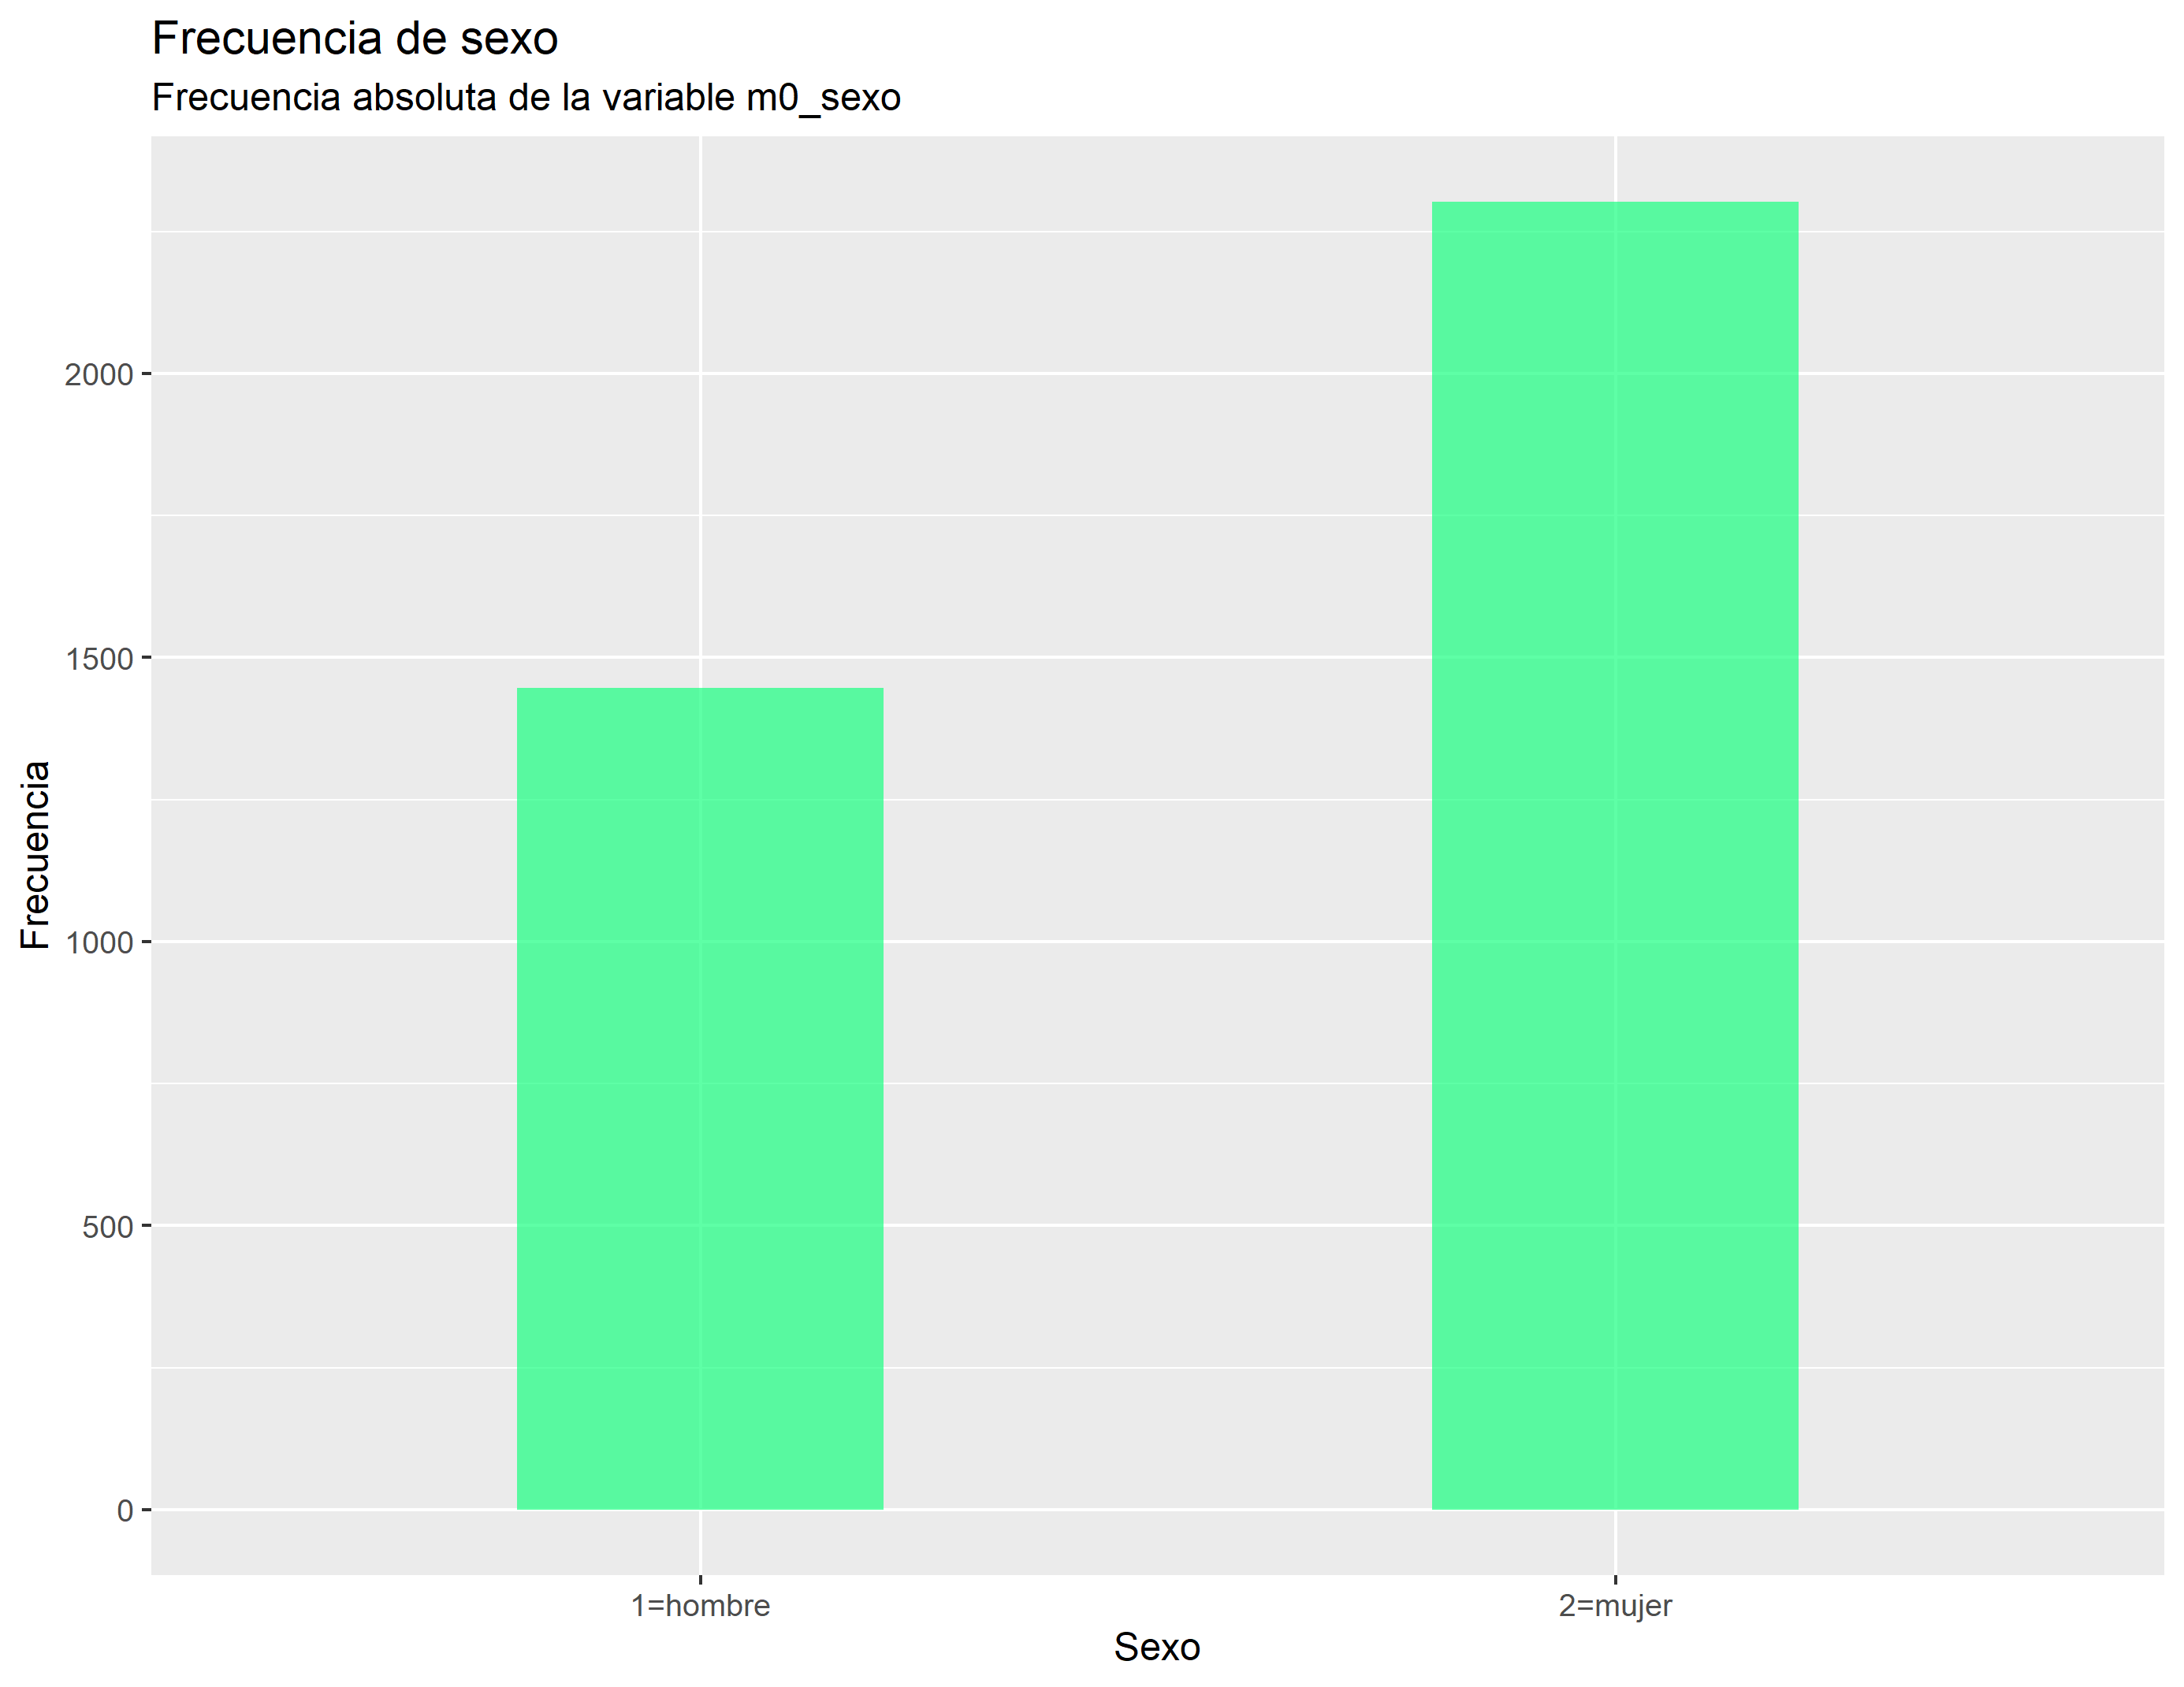 Frecuencia de sexo
Frecuencia absoluta de la variable m0_sexo
Frecuencia
2000
1500
1000
500
0
1=hombre
2=mujer
Sexo